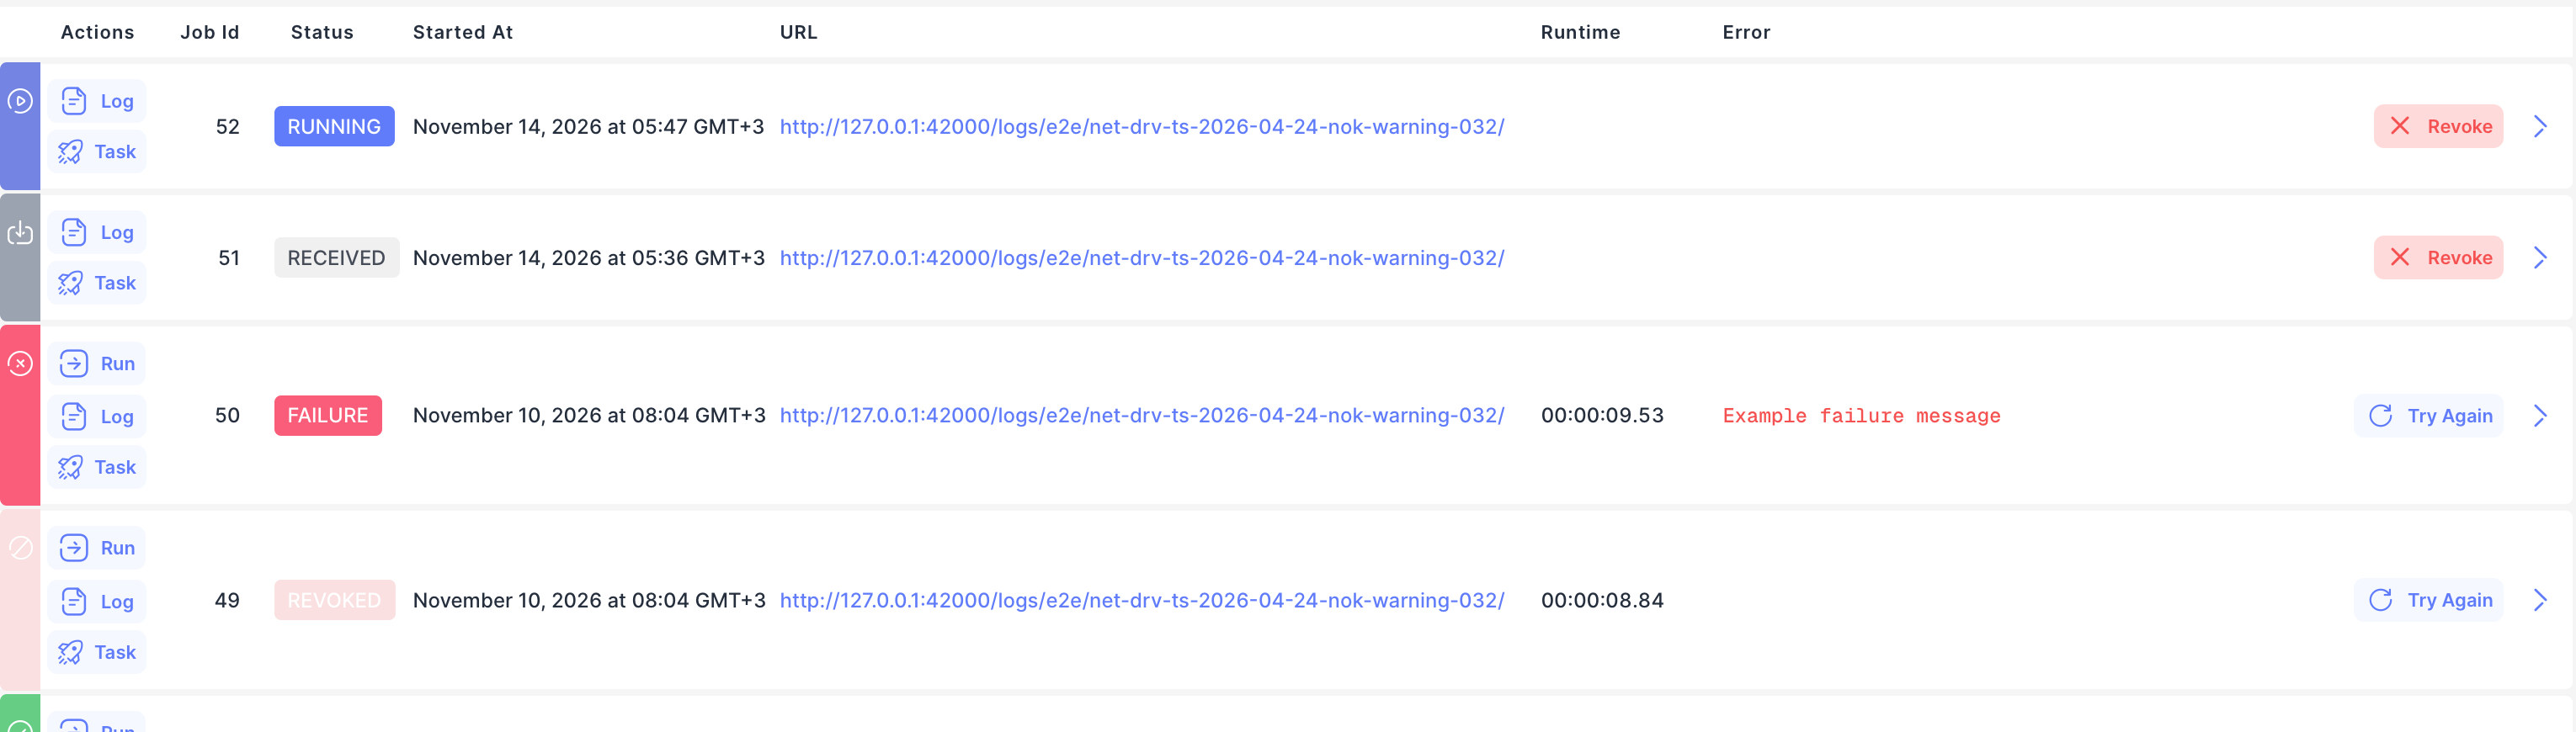 Actions Job Id Status Started At URL Runtime Error
Log
52 RUNNING November 14, 2026 at 05:47 GMT+3 http://127.0.0.1:42000/logs/e2e/net-drv-ts-2026-04-24-nok-warning-032/ Revoke
Task
Log
51 RECEIVED November 14, 2026 at 05:36 GMT+3 http://127.0.0.1:42000/logs/e2e/net-drv-ts-2026-04-24-nok-warning-032/ Revoke
Task
Run
50 FAILURE November 10, 2026 at 08:04 GMT+3 http://127.0.0.1:42000/logs/e2e/net-drv-ts-2026-04-24-nok-warning-032/ 00:00:09.53 Example failure message Try Again
Log
Task
Run
49 REVOKED November 10, 2026 at 08:04 GMT+3 http://127.0.0.1:42000/logs/e2e/net-drv-ts-2026-04-24-nok-warning-032/ 00:00:08.84 Try Again
Log
Task
Run